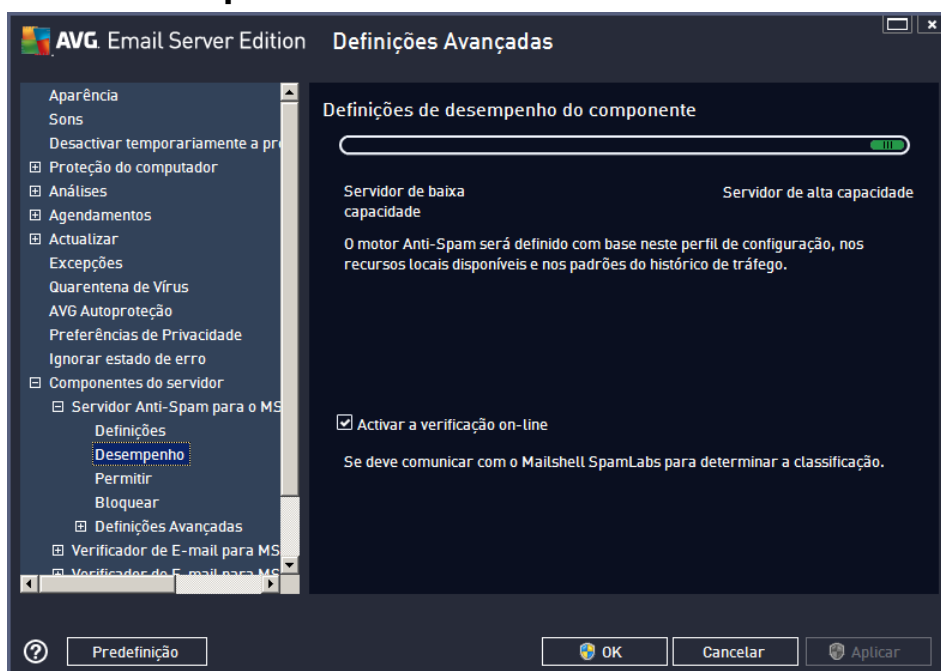 AVG. Email Server Edition
Definições Avançadas
Aparência
Sons
Desactivar temporariamente a pr
Proteção do computador
Análises
Agendamentos
Actualizar
Excepções
Quarentena de Vírus
AVG Autoproteção
Preferências de Privacidade
Ignorar estado de erro
Componentes do servidor
Servidor Anti-Spam para o MS
Definições
Desempenho
Permitir
Bloquear
Definições Avançadas
Verificador de E-mail para MS
Verificador de E-mail para MS
Definições de desempenho do componente
Servidor de baixa
capacidade
Servidor de alta capacidade
O motor Anti-Spam será definido com base neste perfil de configuração, nos
recursos locais disponíveis e nos padrões do histórico de tráfego.
Activar a verificação on-line
Se deve comunicar com o Mailshell SpamLabs para determinar a classificação.
Predefinição
OK
Cancelar
Aplicar